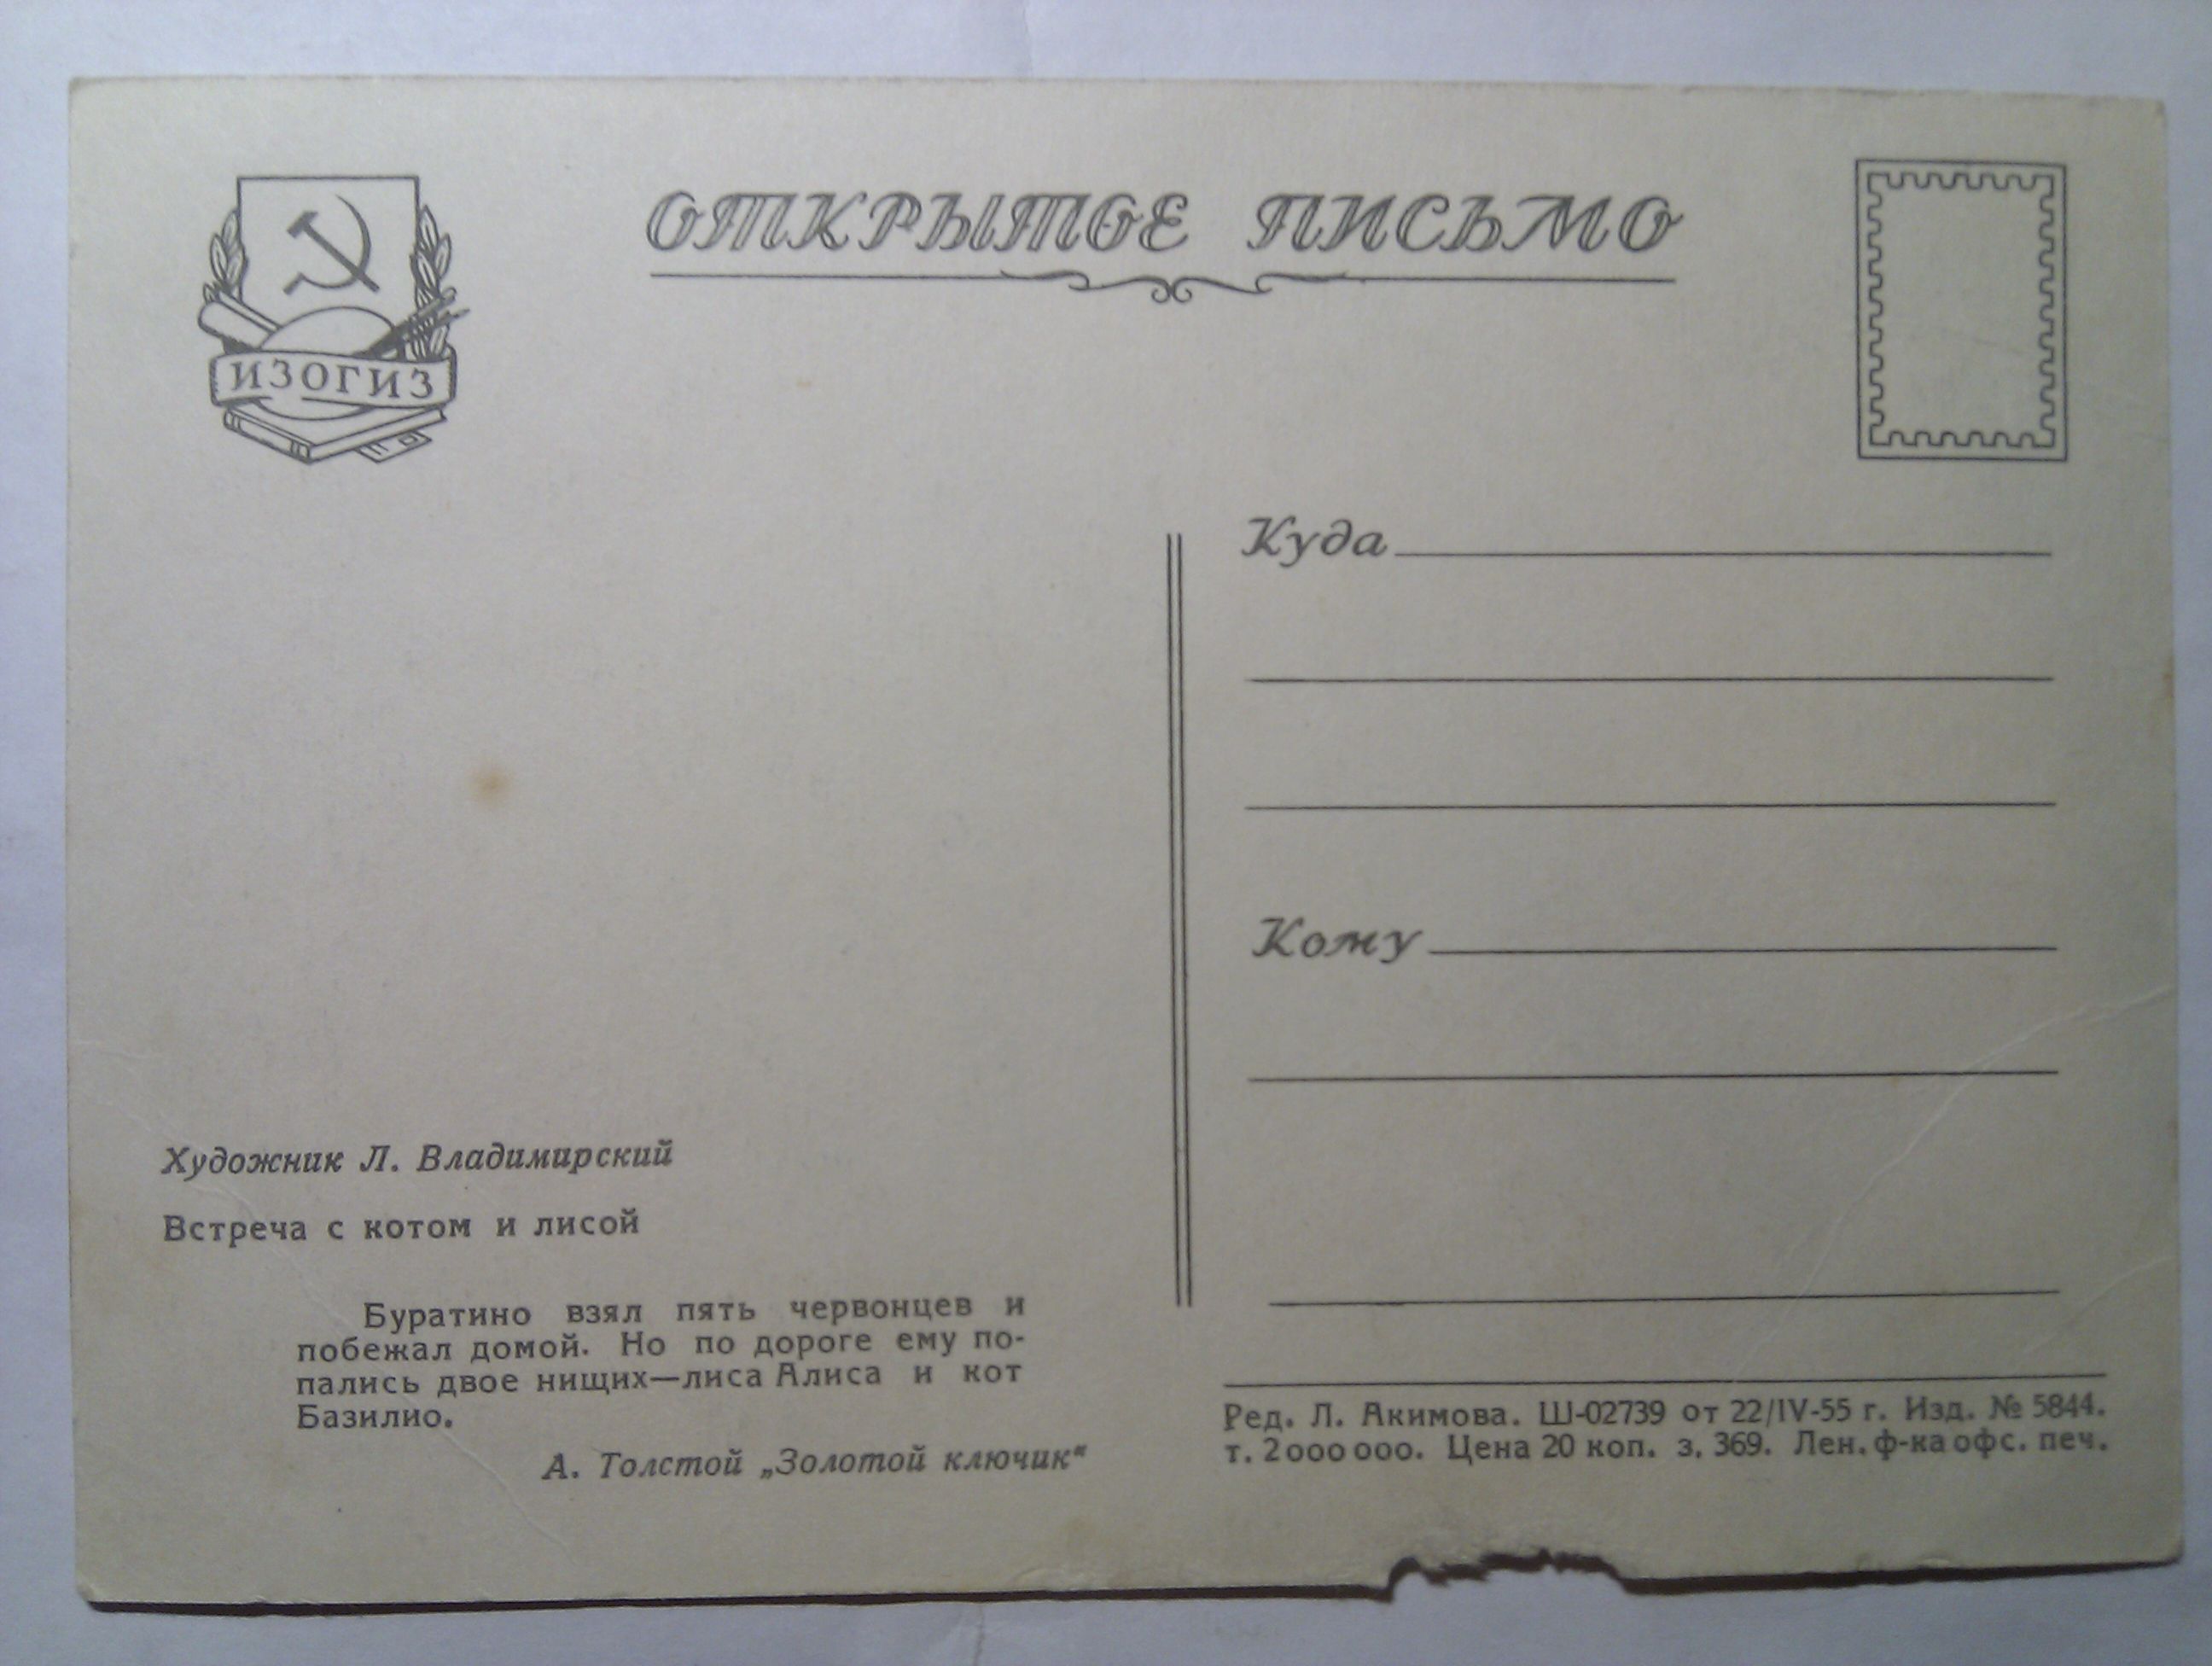 ОТКРЫТОЕ ПИСЬМО
ИЗОГИЗ
Куда
Кому
Художник Л. Владимирский
Встреча с котом и лисой
Буратино взял пять червонцев и
побежал домой. Но по дороге ему по-
пались двое нищих—лиса Алиса и кот
Базилио.
А. Толстой „Золотой ключик“
Ред. Л. Акимова. Ш-02739 от 22/IV-55 г. Изд. № 5844.
т. 2 000 000. Цена 20 коп. з. 369. Лен. ф-ка офс. печ.